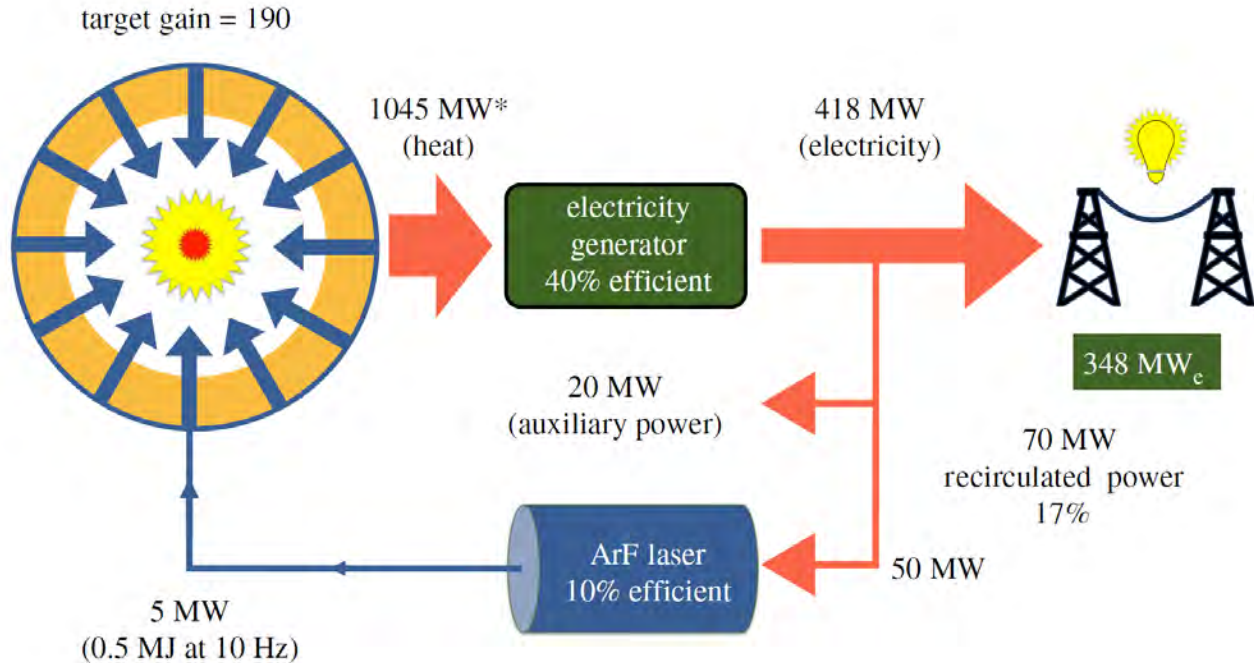 target gain = 190
1045 MW*
(heat)
electricity
generator
40% efficient
418 MW
(electricity)
348 MWₑ
20 MW
(auxiliary power)
70 MW
recirculated power
17%
ArF laser
10% efficient
50 MW
5 MW
(0.5 MJ at 10 Hz)